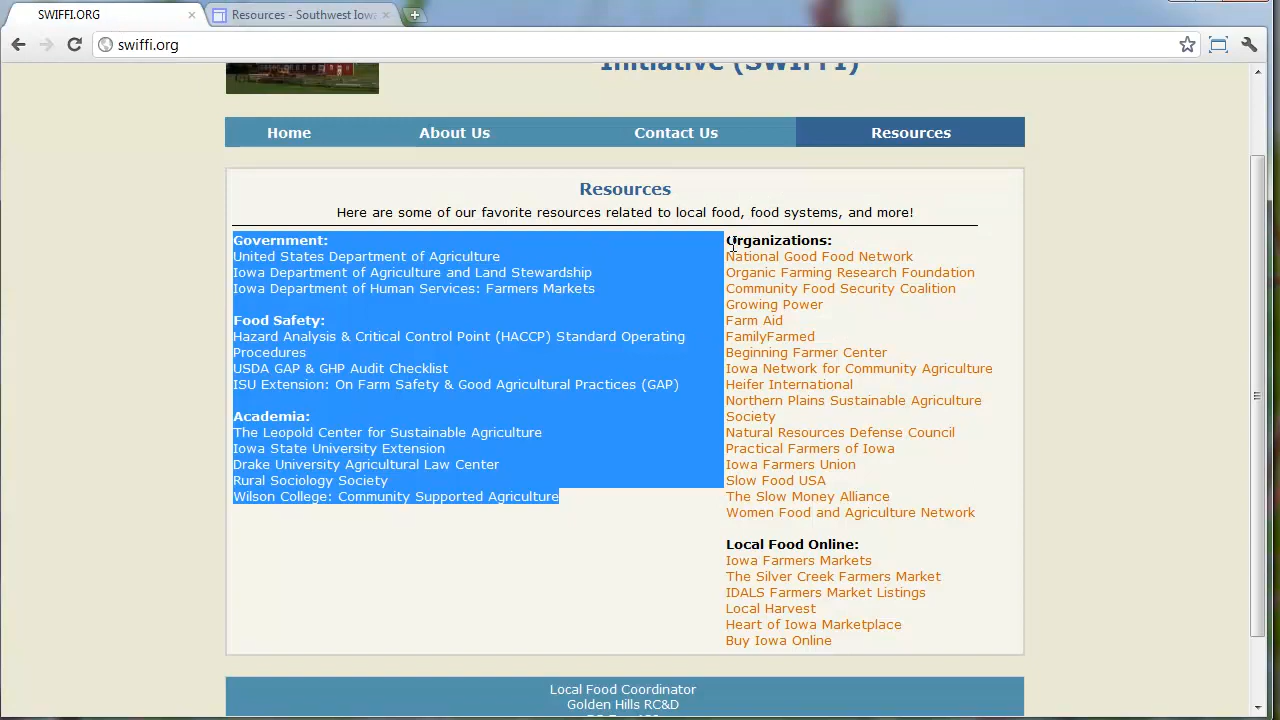 SWIFFI.ORG
Resources - Southwest Iowa
swiffi.org
Initiative (SWIFFI)
Home
About Us
Contact Us
Resources
Resources
Here are some of our favorite resources related to local food, food systems, and more!
Government:
United States Department of Agriculture
Iowa Department of Agriculture and Land Stewardship
Iowa Department of Human Services: Farmers Markets
Food Safety:
Hazard Analysis & Critical Control Point (HACCP) Standard Operating
Procedures
USDA GAP & GHP Audit Checklist
ISU Extension: On Farm Safety & Good Agricultural Practices (GAP)
Academia:
The Leopold Center for Sustainable Agriculture
Iowa State University Extension
Drake University Agricultural Law Center
Rural Sociology Society
Wilson College: Community Supported Agriculture
Organizations:
National Good Food Network
Organic Farming Research Foundation
Community Food Security Coalition
Growing Power
Farm Aid
FamilyFarmed
Beginning Farmer Center
Iowa Network for Community Agriculture
Heifer International
Northern Plains Sustainable Agriculture
Society
Natural Resources Defense Council
Practical Farmers of Iowa
Iowa Farmers Union
Slow Food USA
The Slow Money Alliance
Women Food and Agriculture Network
Local Food Online:
Iowa Farmers Markets
The Silver Creek Farmers Market
IDALS Farmers Market Listings
Local Harvest
Heart of Iowa Marketplace
Buy Iowa Online
Local Food Coordinator
Golden Hills RC&D